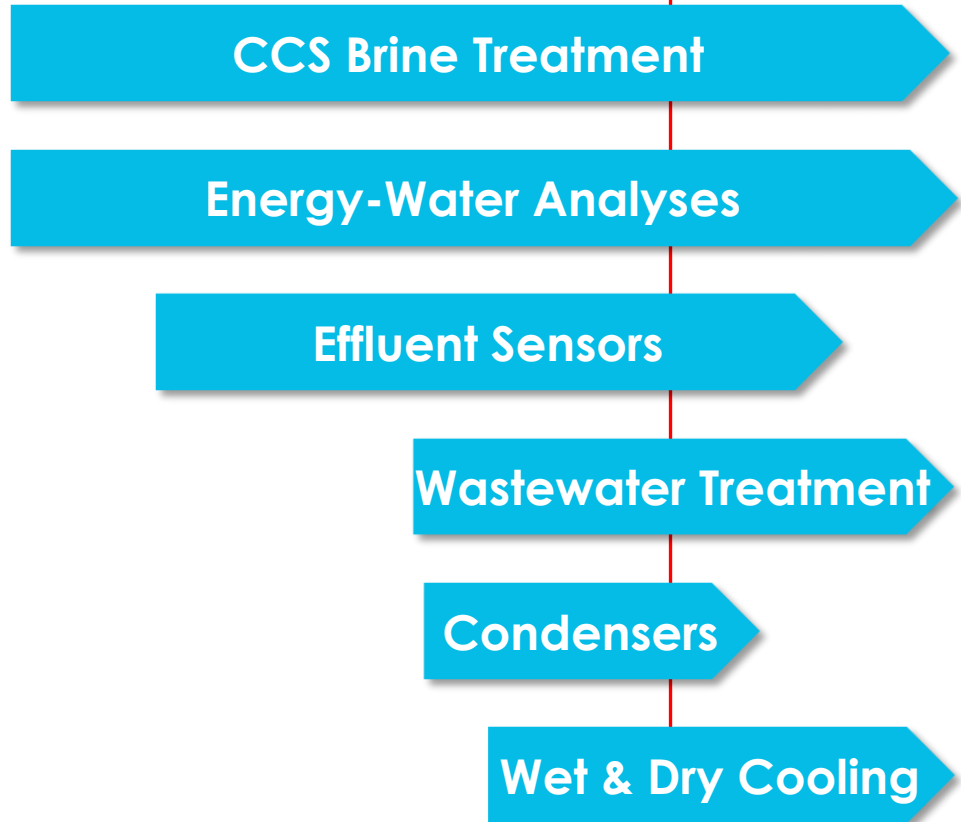 CCS Brine Treatment
Energy-Water Analyses
Effluent Sensors
Wastewater Treatment
Condensers
Wet & Dry Cooling